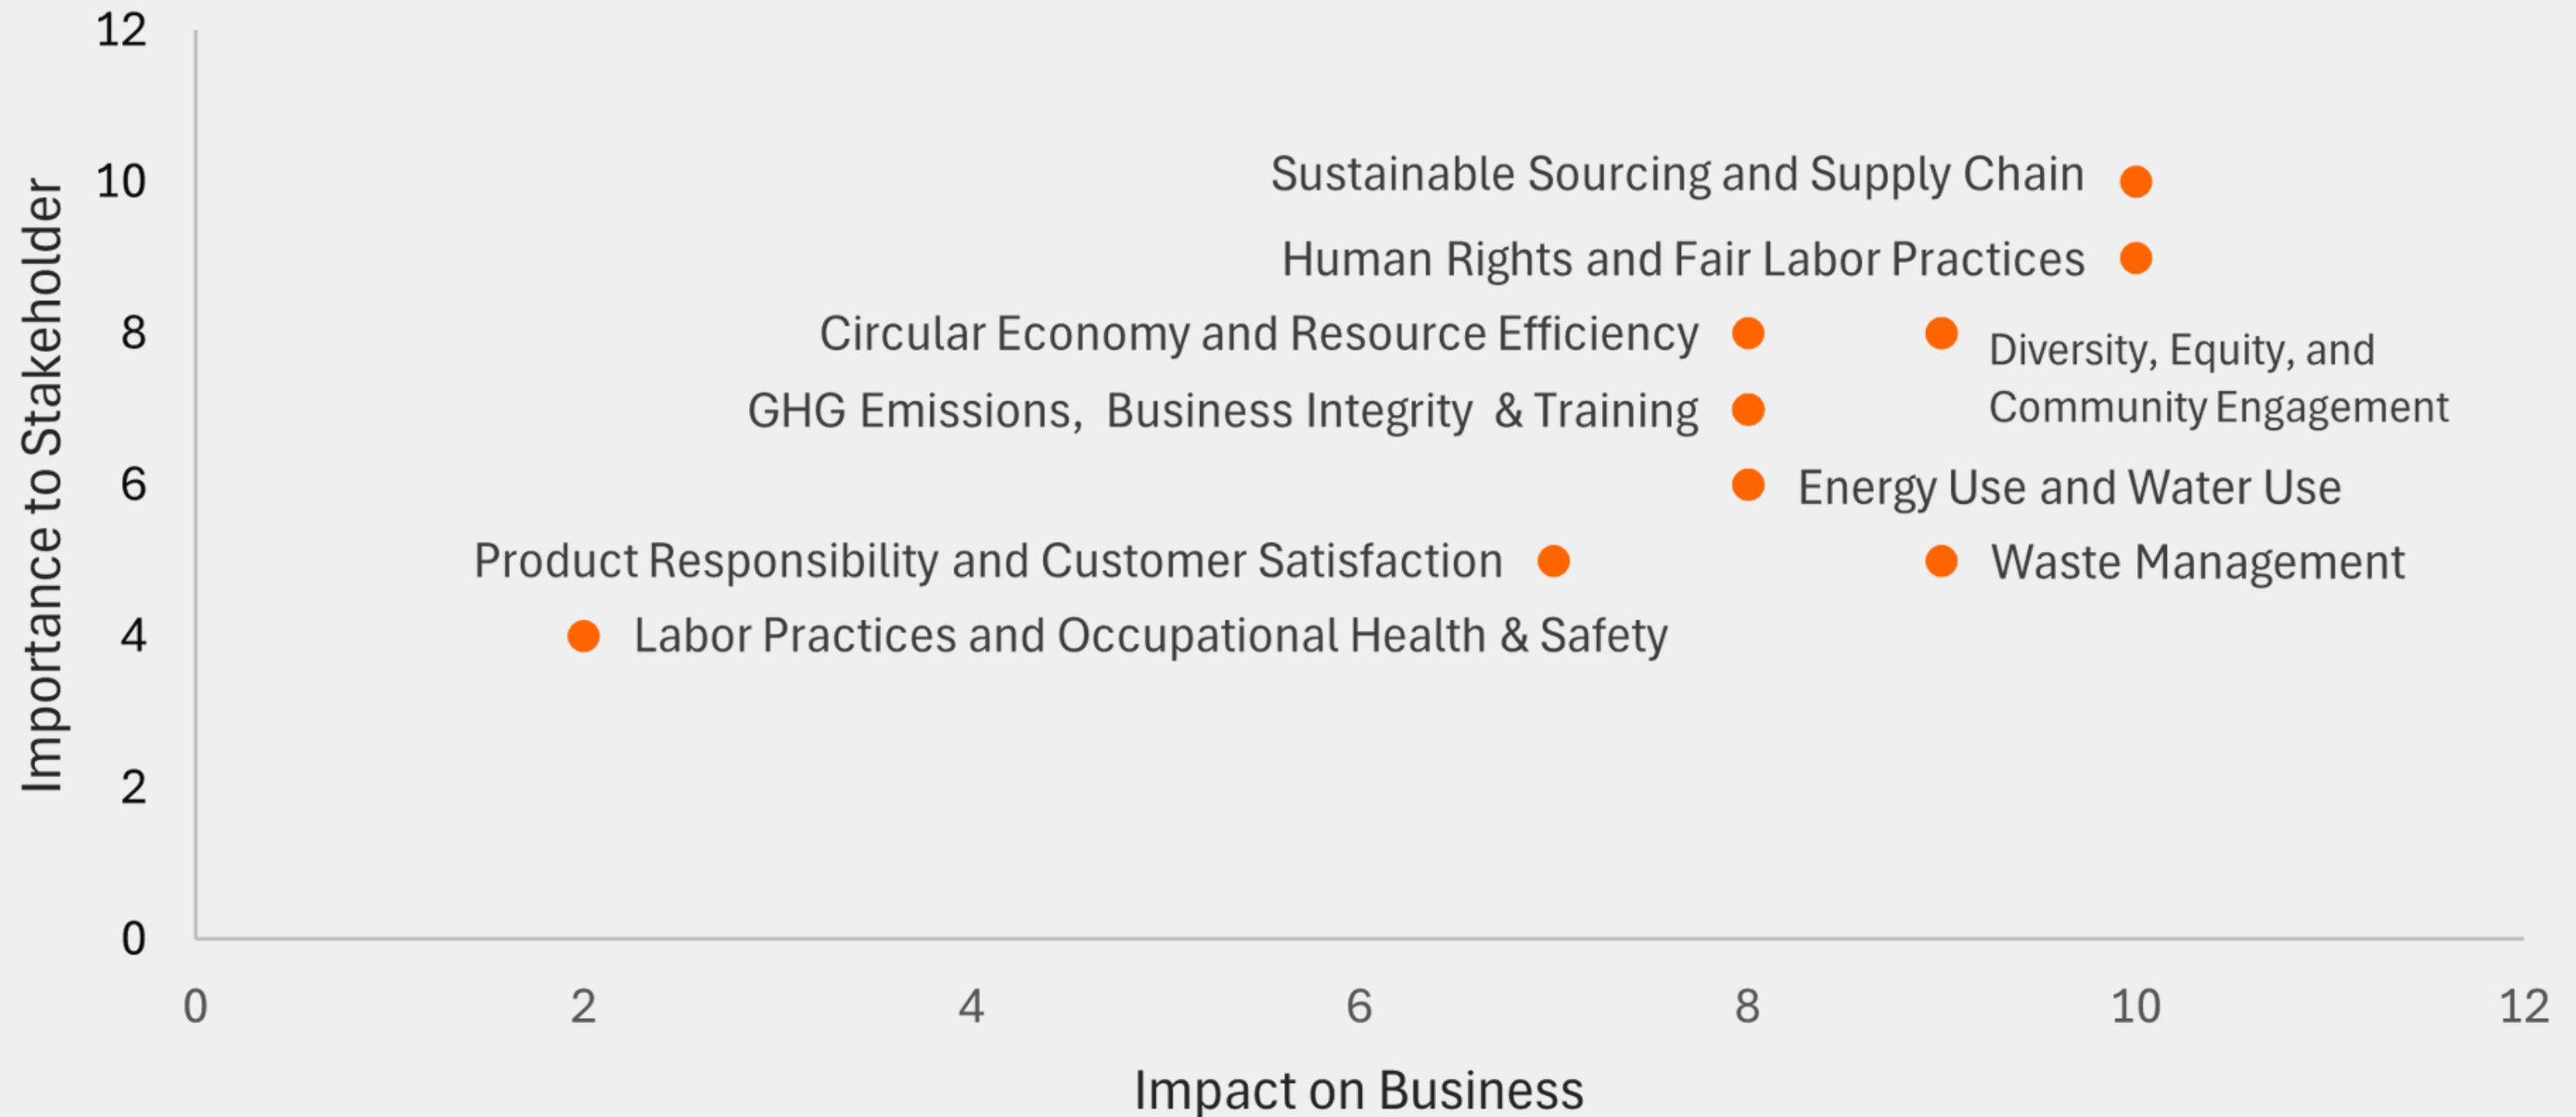 12
10
8
6
4
2
0
Importance to Stakeholder
Sustainable Sourcing and Supply Chain
Human Rights and Fair Labor Practices
Circular Economy and Resource Efficiency
Diversity, Equity, and
Community Engagement
GHG Emissions,  Business Integrity  & Training
Energy Use and Water Use
Product Responsibility and Customer Satisfaction
Waste Management
Labor Practices and Occupational Health & Safety
0 2 4 6 8 10 12
Impact on Business